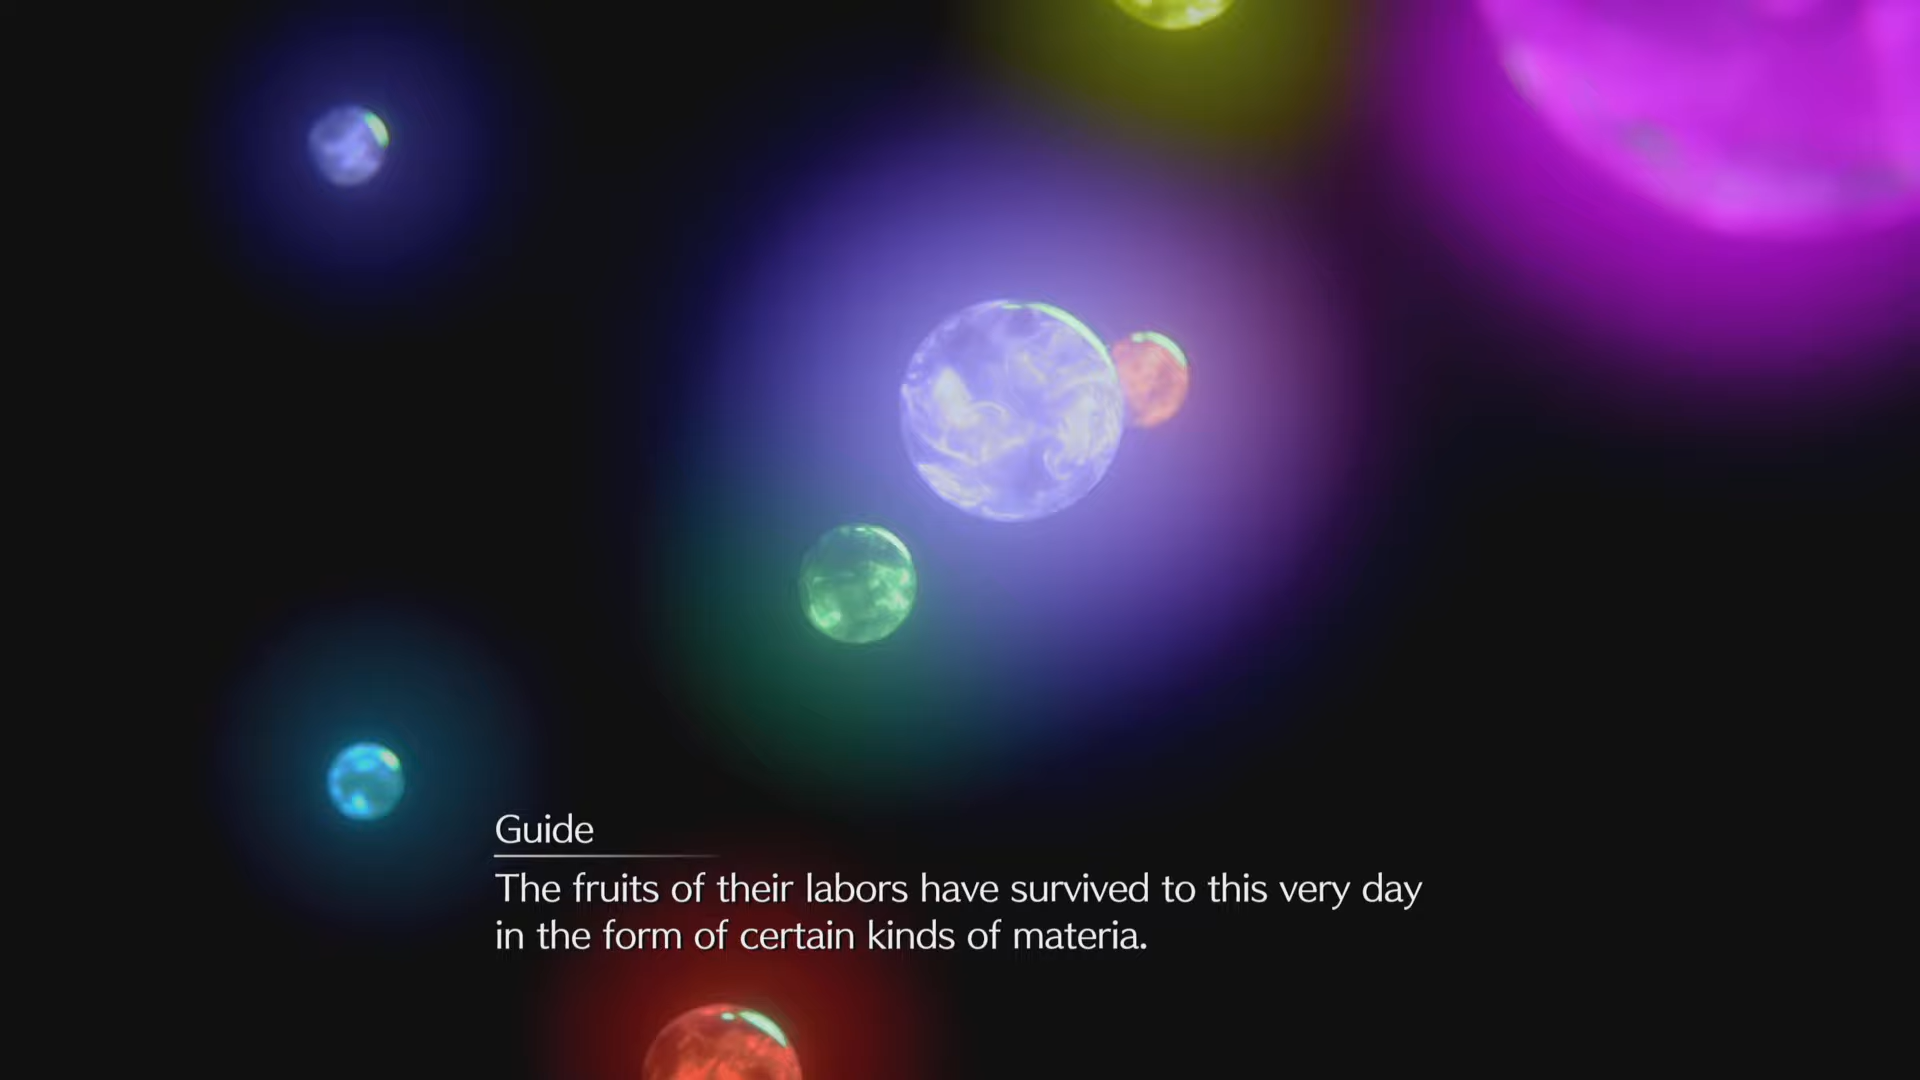 Guide
The fruits of their labors have survived to this very day
in the form of certain kinds of materia.